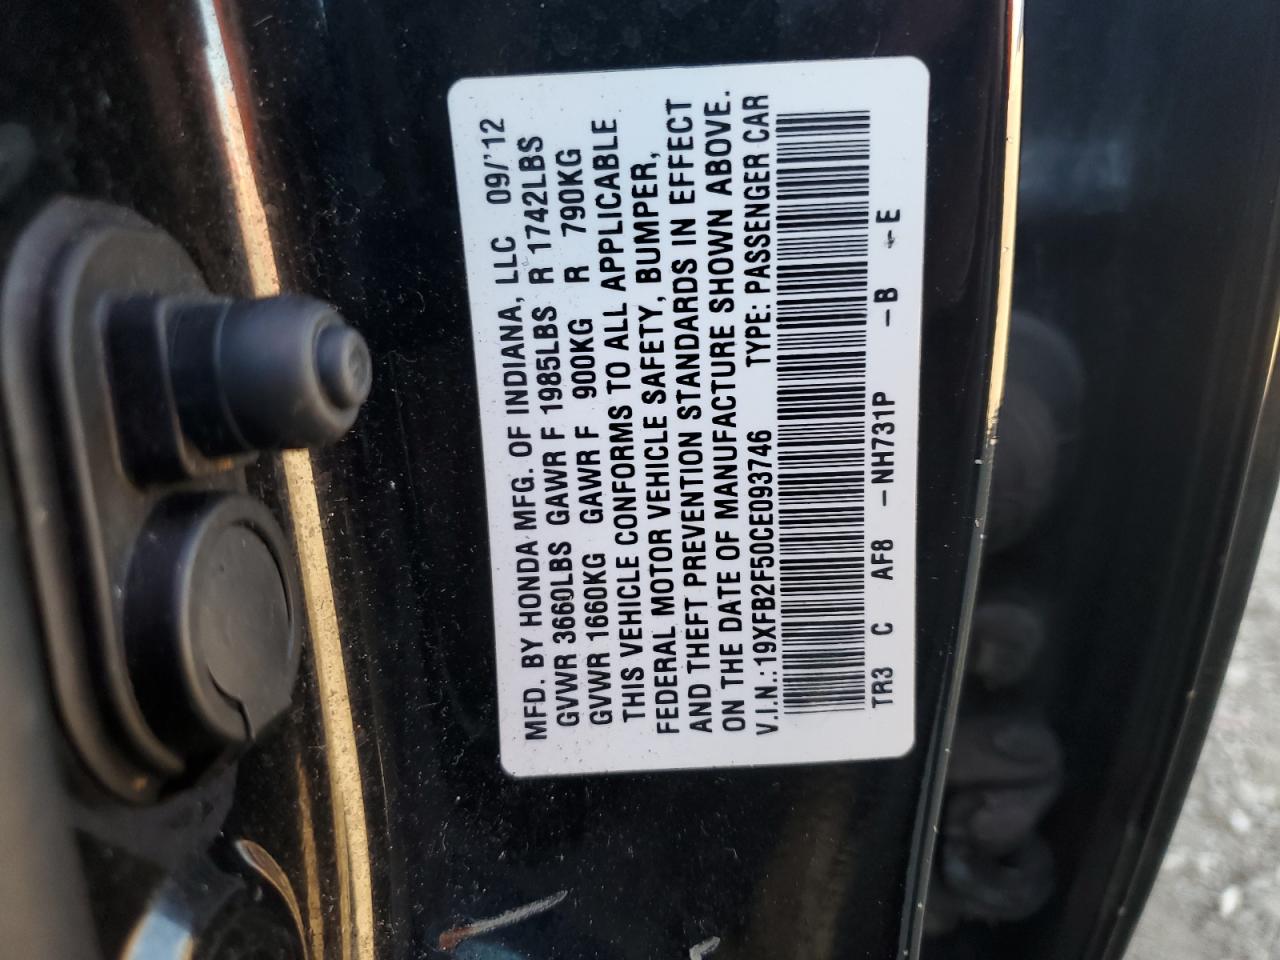 MFD. BY HONDA MFG. OF INDIANA, LLC 09/'12
GVWR 3660LBS GAWR F 1985LBS R 1742LBS
GVWR 1660KG GAWR F 900KG R 790KG
THIS VEHICLE CONFORMS TO ALL APPLICABLE
FEDERAL MOTOR VEHICLE SAFETY, BUMPER,
AND THEFT PREVENTION STANDARDS IN EFFECT
ON THE DATE OF MANUFACTURE SHOWN ABOVE.
V.I.N.: 19XFB2F50CE093746 TYPE: PASSENGER CAR
TR3 C AF8 -NH731P -B -E